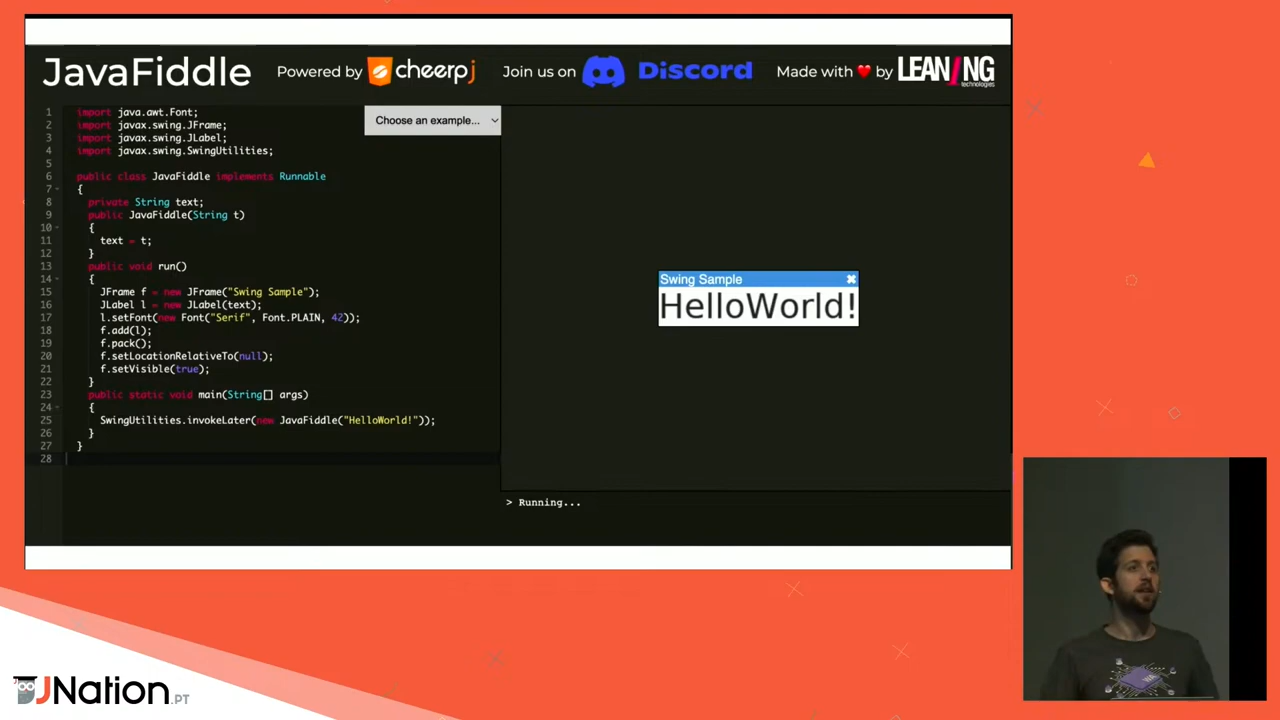 JavaFiddle Powered by cheerpj Join us on Discord Made with ❤ by LEANING
technologies
Choose an example...
1 import java.awt.Font;
2 import javax.swing.JFrame;
3 import javax.swing.JLabel;
4 import javax.swing.SwingUtilities;
5
6 public class JavaFiddle implements Runnable
7 {
8 private String text;
9 public JavaFiddle(String t)
10 {
11 text = t;
12 }
13 public void run()
14 {
15 JFrame f = new JFrame("Swing Sample");
16 JLabel l = new JLabel(text);
17 l.setFont(new Font("Serif", Font.PLAIN, 42));
18 f.add(l);
19 f.pack();
20 f.setLocationRelativeTo(null);
21 f.setVisible(true);
22 }
23 public static void main(String[] args)
24 {
25 SwingUtilities.invokeLater(new JavaFiddle("HelloWorld!"));
26 }
27 }
28
Swing Sample
HelloWorld!
> Running...
JNation.PT